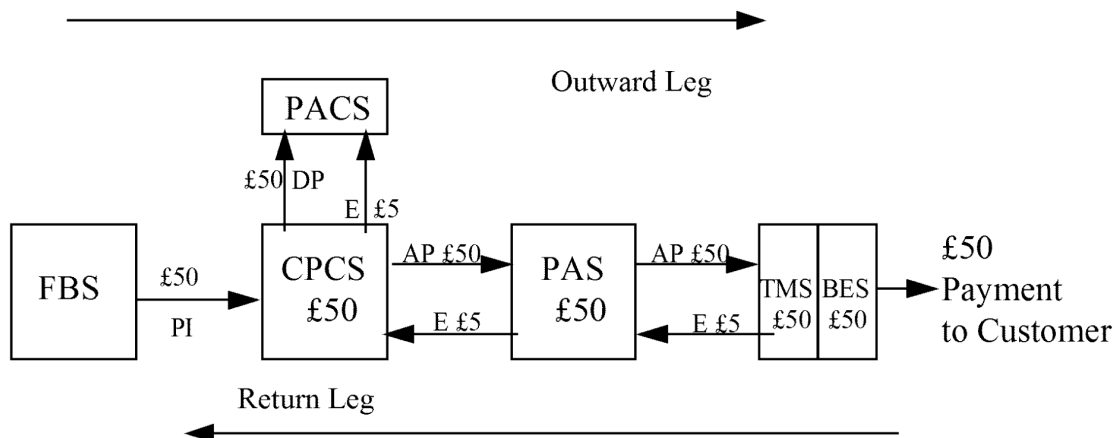 Outward Leg
PACS
£50 DP
E £5
FBS
£50
PI
CPCS
£50
AP £50
E £5
PAS
£50
AP £50
E £5
TMS
£50
BES
£50
£50
Payment
to Customer
Return Leg